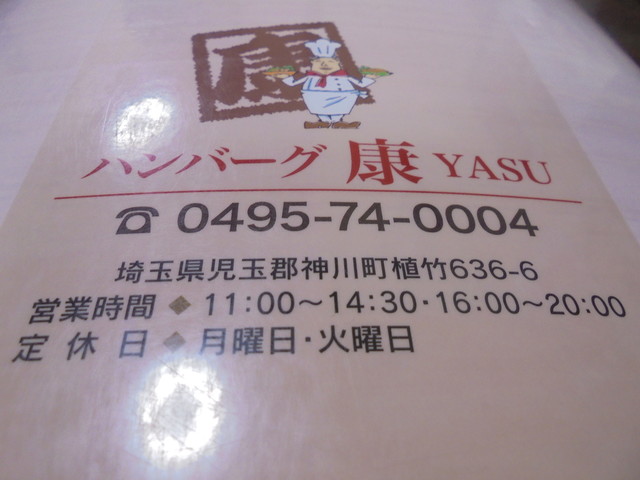 康
ハンバーグ 康 YASU
☎ 0495-74-0004
埼玉県児玉郡神川町植竹636-6
営業時間 ◆ 11:00〜14:30・16:00〜20:00
定休日 ◆ 月曜日・火曜日